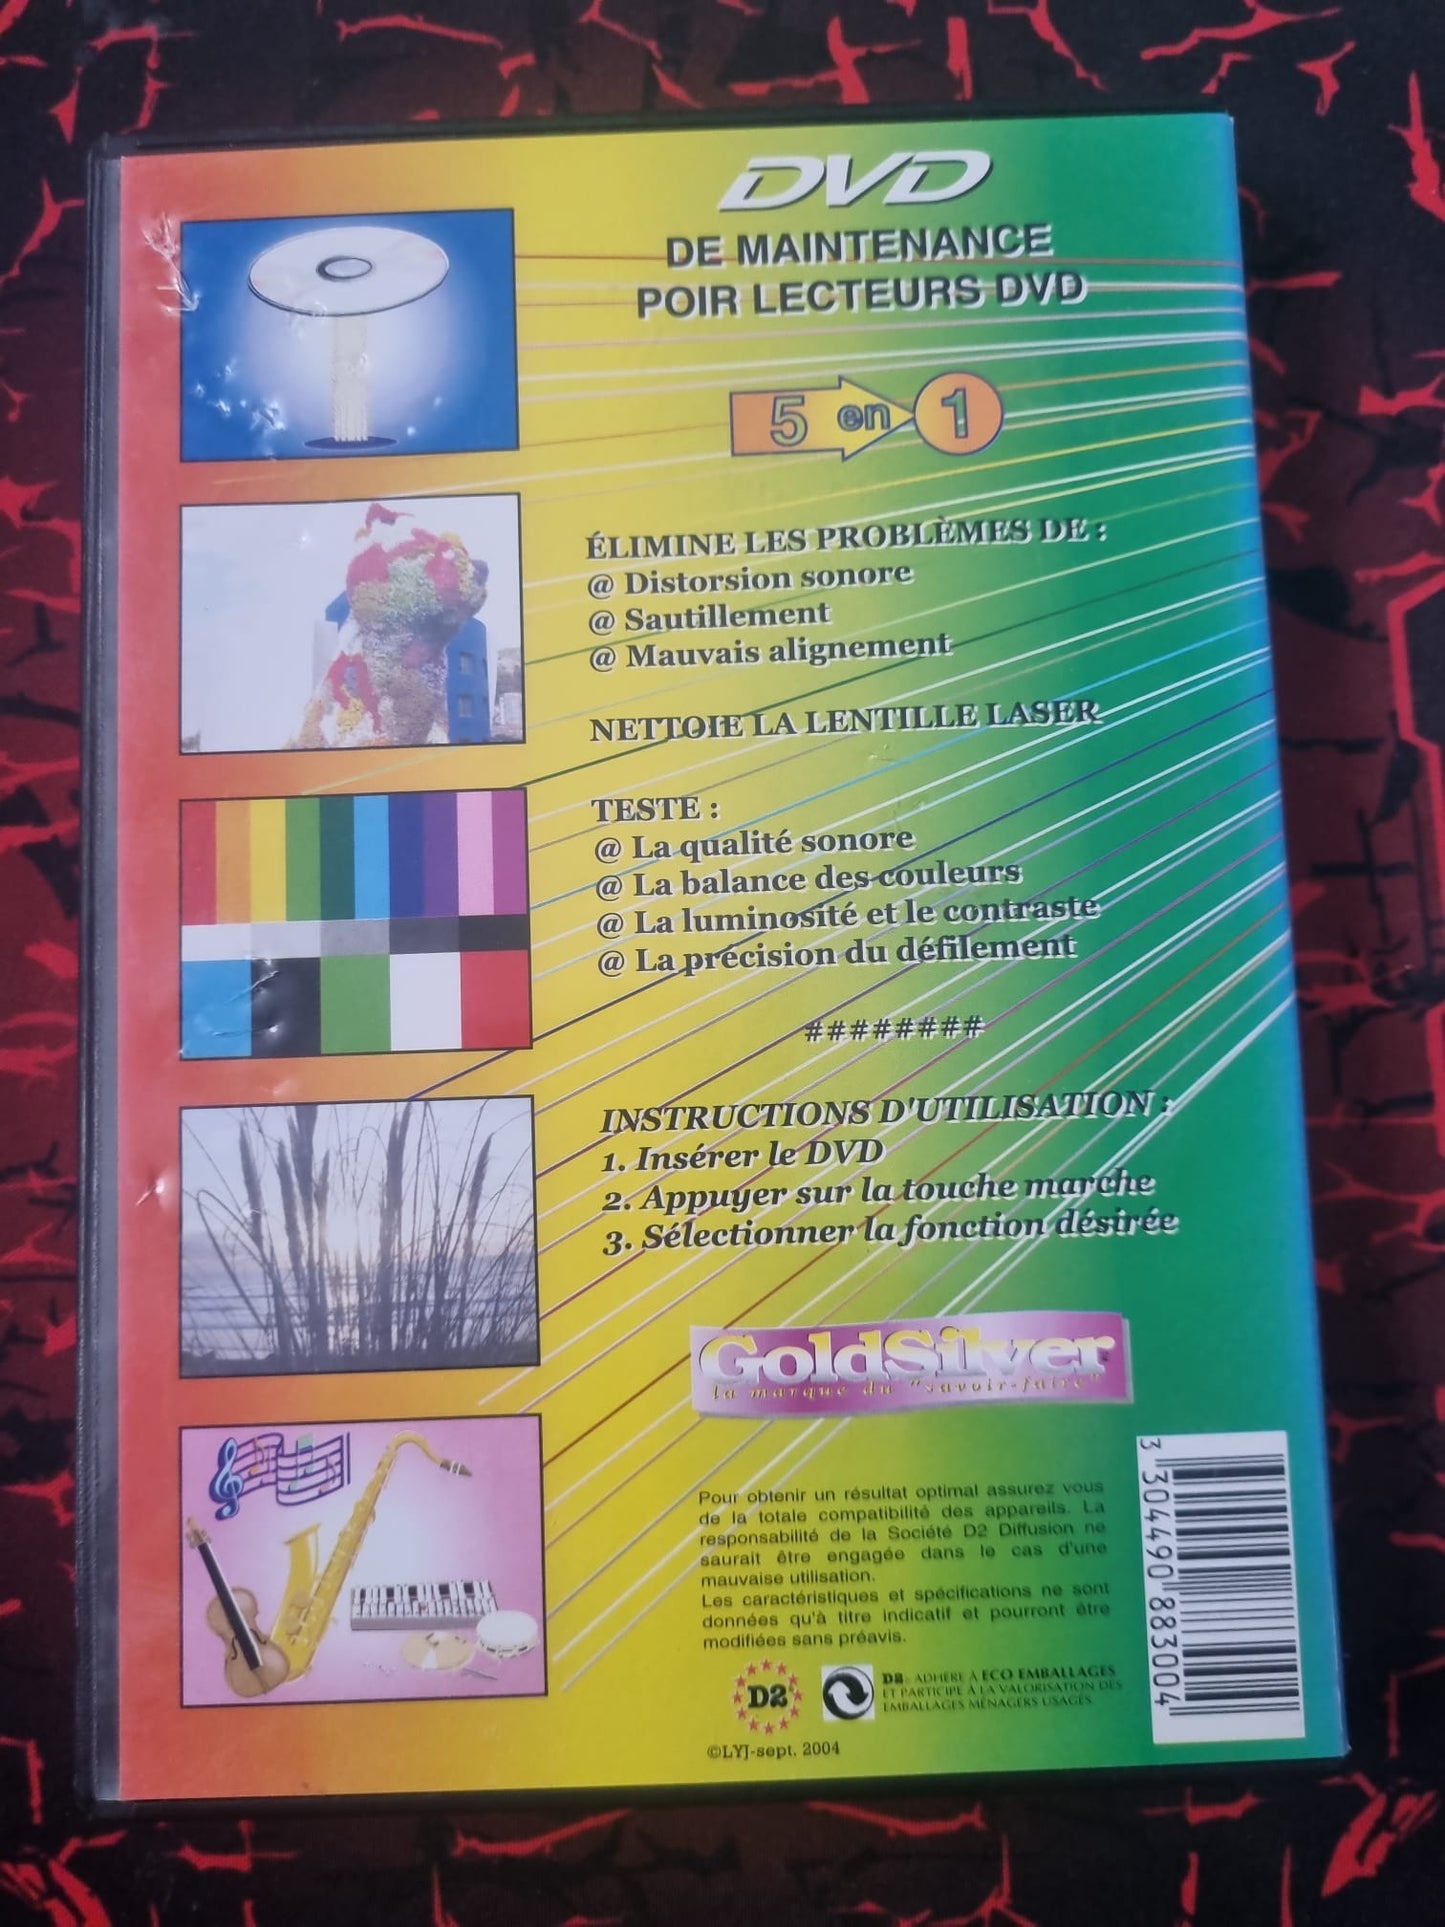 DVD
DE MAINTENANCE
POIR LECTEURS DVD
5 en 1
ÉLIMINE LES PROBLÈMES DE :
@ Distorsion sonore
@ Sautillement
@ Mauvais alignement
NETTOIE LA LENTILLE LASER
TESTE :
@ La qualité sonore
@ La balance des couleurs
@ La luminosité et le contraste
@ La précision du défilement
########
INSTRUCTIONS D'UTILISATION :
1. Insérer le DVD
2. Appuyer sur la touche marche
3. Sélectionner la fonction désirée
GoldSilver
la marque du "savoir-faire"
Pour obtenir un résultat optimal assurez vous
de la totale compatibilité des appareils. La
responsabilité de la Société D2 Diffusion ne
saurait être engagée dans le cas d'une
mauvaise utilisation.
Les caractéristiques et spécifications ne sont
données qu'à titre indicatif et pourront être
modifiées sans préavis.
D2
D2 : ADHÈRE À ECO EMBALLAGES
ET PARTICIPE À LA VALORISATION DES
EMBALLAGES MÉNAGERS USAGÉS
©LYJ-sept. 2004
3 304490 883004